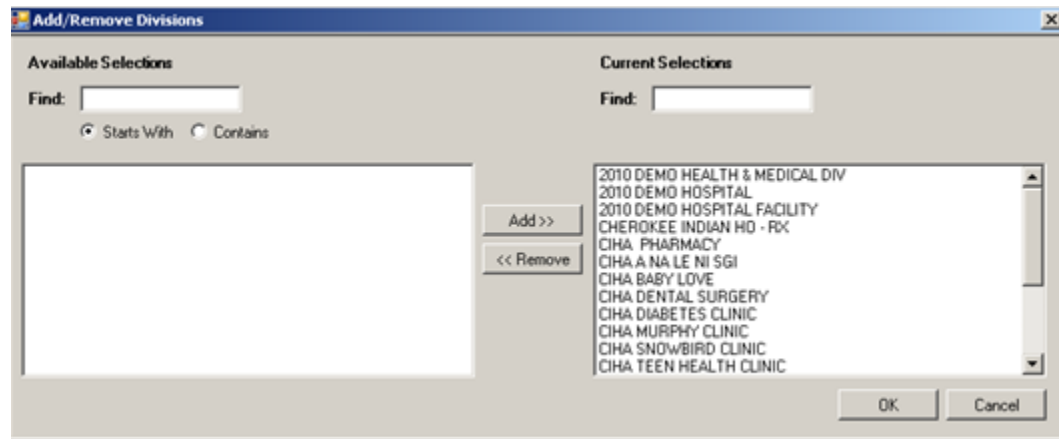 Add/Remove Divisions
Available Selections
Find:
Starts With Contains
Add >>
<< Remove
Current Selections
Find:
2010 DEMO HEALTH & MEDICAL DIV
2010 DEMO HOSPITAL
2010 DEMO HOSPITAL FACILITY
CHEROKEE INDIAN HO - RX
CIHA  PHARMACY
CIHA A NA LE NI SGI
CIHA BABY LOVE
CIHA DENTAL SURGERY
CIHA DIABETES CLINIC
CIHA MURPHY CLINIC
CIHA SNOWBIRD CLINIC
CIHA TEEN HEALTH CLINIC
OK Cancel